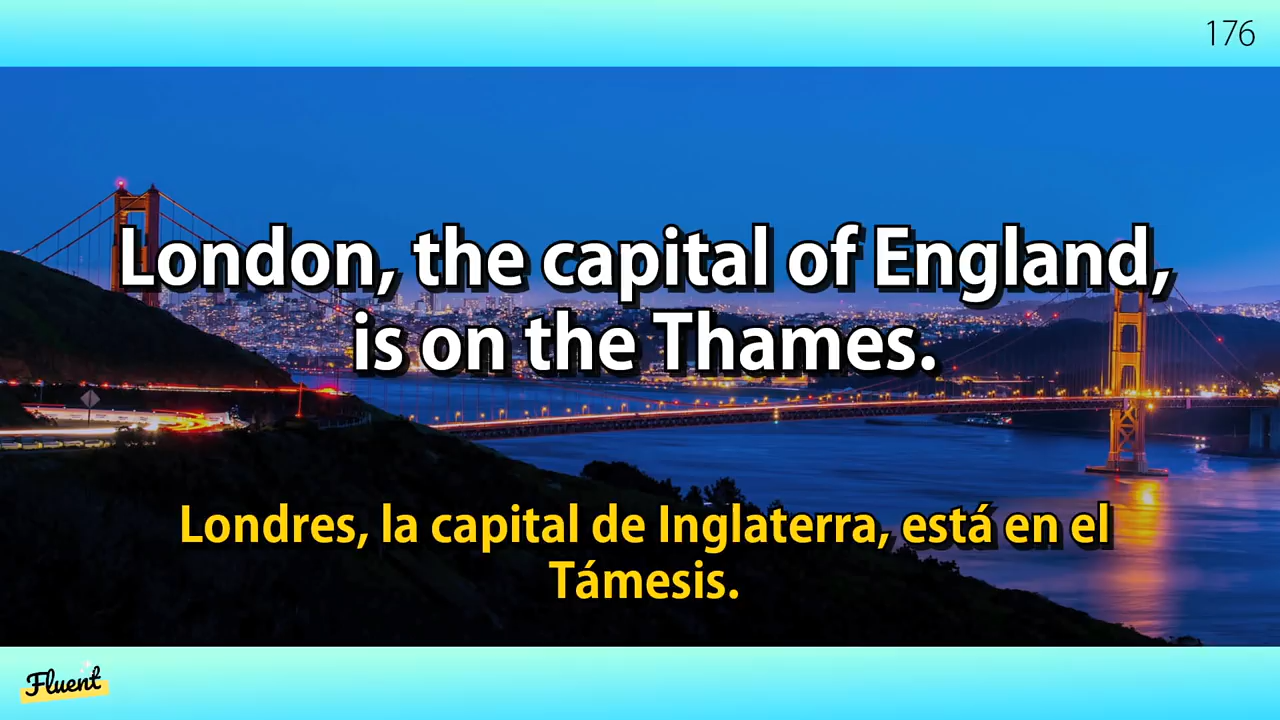 176
London, the capital of England,
is on the Thames.
Londres, la capital de Inglaterra, está en el
Támesis.
Fluent